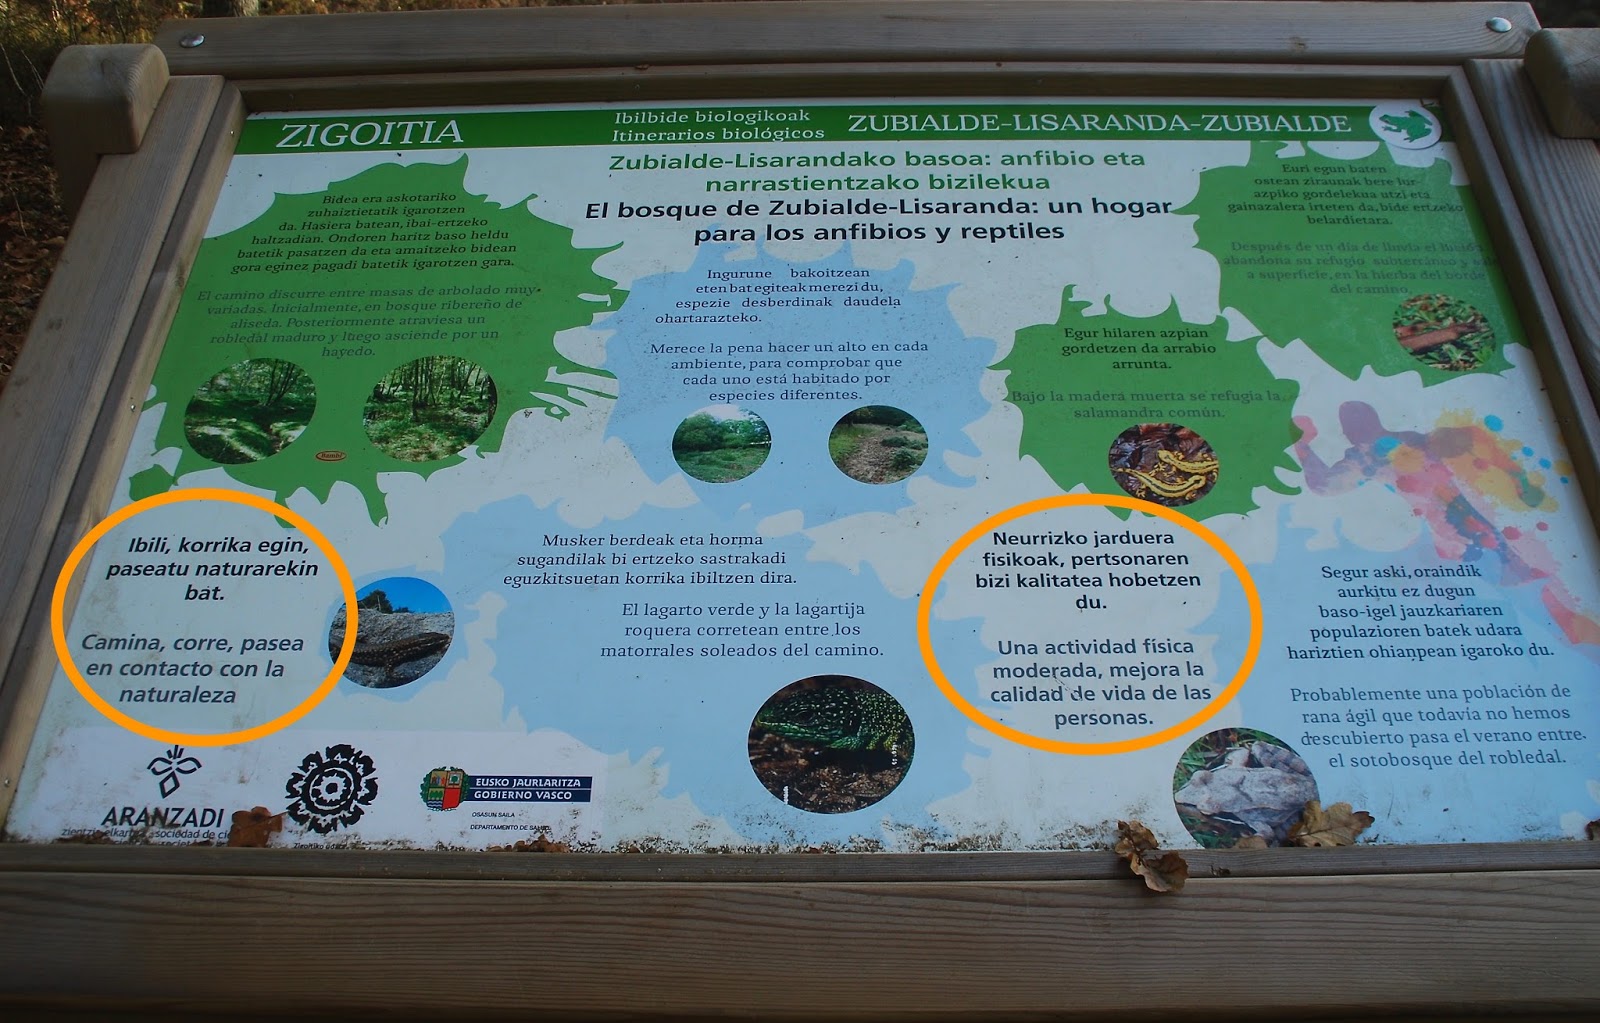 ZIGOITIA
Ibilbide biologikoak
Itinerarios biológicos
ZUBIALDE-LISARANDA-ZUBIALDE
Zubialde-Lisarandako basoa: anfibio eta
narrastientzako bizilekua
El bosque de Zubialde-Lisaranda: un hogar
para los anfibios y reptiles
Bidea era askotariko
zuhaiztietatik igarotzen
da. Hasiera batean, ibai-ertzeko
haltzadian. Ondoren haritz baso heldu
batetik pasatzen da eta amaitzeko bidean
gora eginez pagadi batetik igarotzen gara.
El camino discurre entre masas de arbolado muy
variadas. Inicialmente, en bosque ribereño de
aliseda. Posteriormente atraviesa un
robledal maduro y luego asciende por un
hayedo.
Ingurune bakoitzean
eten bat egiteak merezi du,
espezie desberdinak daudela
ohartarazteko.
Merece la pena hacer un alto en cada
ambiente, para comprobar que
cada uno está habitado por
especies diferentes.
Egur hilaren azpian
gordetzen da arrabio
arrunta.
Bajo la madera muerta se refugia la
salamandra común.
Euri egun baten
ostean ziraunak bere lur-
azpiko gordelekua utzi eta
gainazalera irteten da, bide ertzeko
belardietara.
Después de un día de lluvia el lución
abandona su refugio subterráneo y sale
a superficie, en la hierba del borde
del camino.
Ibili, korrika egin,
paseatu naturarekin
bat.
Camina, corre, pasea
en contacto con la
naturaleza
Musker berdeak eta horma
sugandilak bi ertzeko sastrakadi
eguzkitsuetan korrika ibiltzen dira.
El lagarto verde y la lagartija
roquera corretean entre los
matorrales soleados del camino.
Neurrizko jarduera
fisikoak, pertsonaren
bizi kalitatea hobetzen
du.
Una actividad física
moderada, mejora la
calidad de vida de las
personas.
Segur aski, oraindik
aurkitu ez dugun
baso-igel jauzkariaren
populazioren batek udara
hariztien ohianpean igaroko du.
Probablemente una población de
rana ágil que todavía no hemos
descubierto pasa el verano entre
el sotobosque del robledal.
ARANZADI
zientzia elkartea sociedad de
EUSKO JAURLARITZA
GOBIERNO VASCO
OSASUN SAILA
DEPARTAMENTO DE